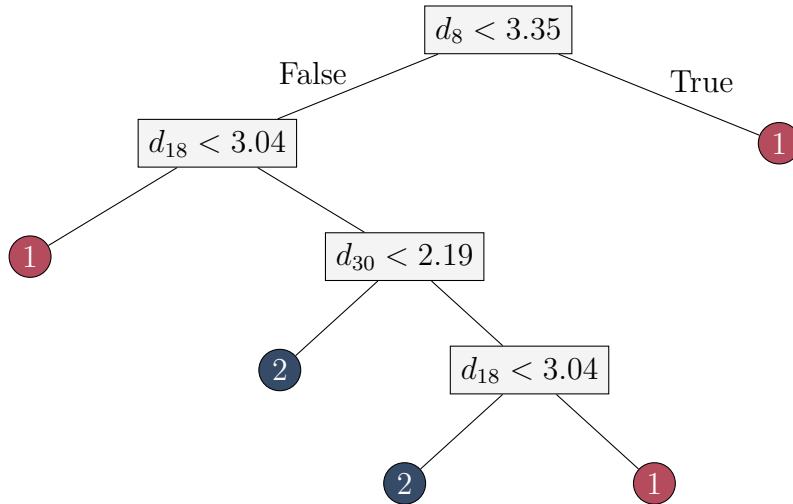 d₈ < 3.35
False
True
d₁₈ < 3.04
1
1
d₃₀ < 2.19
2
d₁₈ < 3.04
2
1